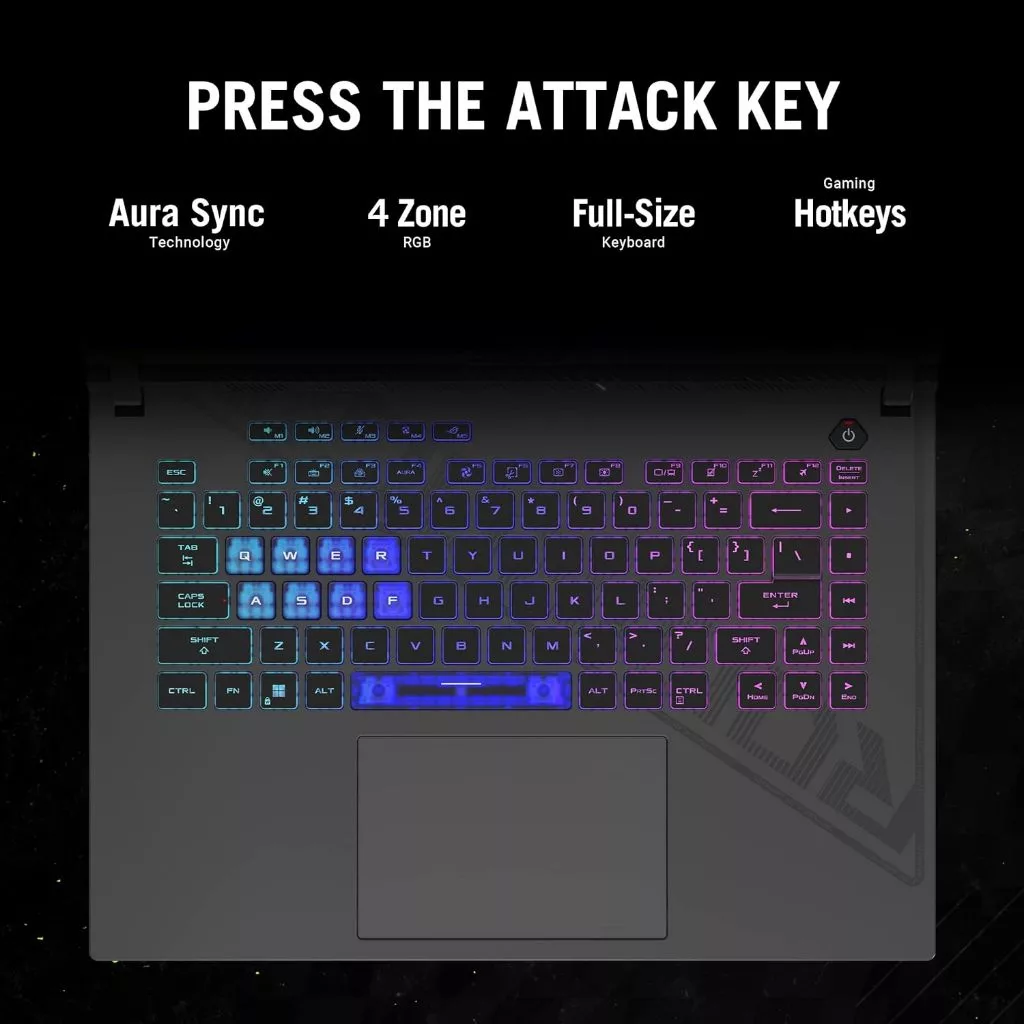 PRESS THE ATTACK KEY
Aura Sync
Technology
4 Zone
RGB
Full-Size
Keyboard
Gaming
Hotkeys
M1 M2 M3 M4 M5
ESC F1 F2 F3 AURA F4 F5 F6 F7 F8 F9 F10 Z F11 F12 DELETE INSERT
~ ` ! 1 @ 2 # 3 $ 4 % 5 ^ 6 & 7 * 8 ( 9 ) 0 _ - + =
TAB Q W E R T Y U I O P { [ } ] | \
CAPS LOCK A S D F G H J K L : ; " ' ENTER
SHIFT Z X C V B N M < , > . ? / SHIFT PGUP
CTRL FN ALT ALT PRTSC CTRL HOME PGDN END